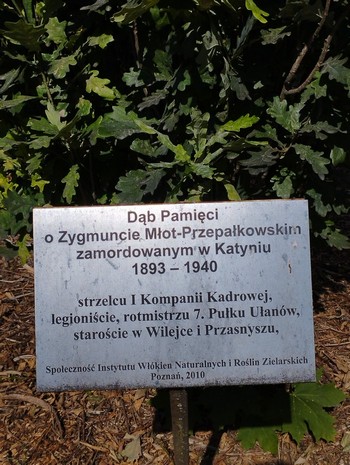 Dąb Pamięci
o Zygmuncie Młot-Przepałkowskim
zamordowanym w Katyniu
1893 – 1940
strzelcu I Kompanii Kadrowej,
legioniście, rotmistrzu 7. Pułku Ułanów,
staroście w Wilejce i Przasnyszu,
Społeczność Instytutu Włókien Naturalnych i Roślin Zielarskich
Poznań, 2010